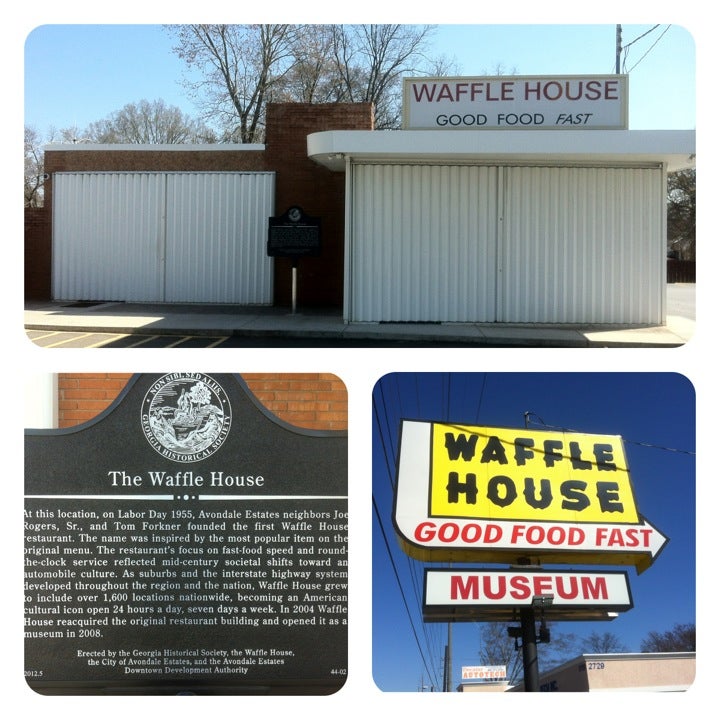 WAFFLE HOUSE
GOOD FOOD FAST
NON SIBI, SED ALIIS.
GEORGIA HISTORICAL SOCIETY
The Waffle House
At this location, on Labor Day 1955, Avondale Estates neighbors Joe
Rogers, Sr., and Tom Forkner founded the first Waffle House
restaurant. The name was inspired by the most popular item on the
original menu. The restaurant's focus on fast-food speed and round-
the-clock service reflected mid-century societal shifts toward an
automobile culture. As suburbs and the interstate highway system
developed throughout the region and the nation, Waffle House grew
to include over 1,600 locations nationwide, becoming an American
cultural icon open 24 hours a day, seven days a week. In 2004 Waffle
House reacquired the original restaurant building and opened it as a
museum in 2008.
Erected by the Georgia Historical Society, the Waffle House,
the City of Avondale Estates, and the Avondale Estates
Downtown Development Authority
2012.5 44-02
WAFFLE
HOUSE
GOOD FOOD FAST
MUSEUM
AUTOTECH
2729